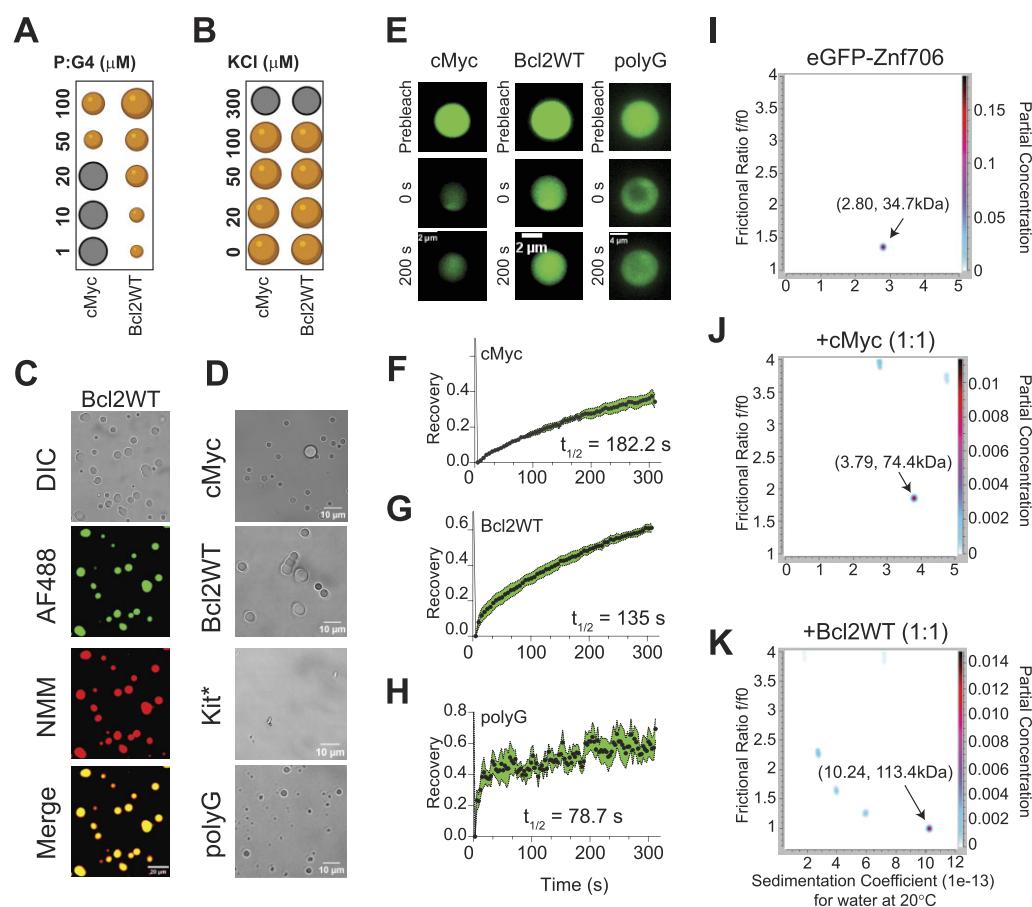 A
P:G4 (μM)
100
50
20
10
1
cMyc
Bcl2WT
B
KCl (μM)
300
100
50
20
0
cMyc
Bcl2WT
C
Bcl2WT
DIC
AF488
NMM
Merge
20 μm
D
cMyc
10 μm
Bcl2WT
10 μm
Kit*
10 μm
polyG
10 μm
E
cMyc
Bcl2WT
polyG
Prebleach
Prebleach
Prebleach
0 s
0 s
0 s
200 s
2 μm
200 s
2 μm
200 s
4 μm
F
cMyc
Recovery
0.4
0.2
0.0
t1/2 = 182.2 s
100
200
300
G
Bcl2WT
Recovery
0.6
0.4
0.2
0.0
t1/2 = 135 s
100
200
300
H
polyG
Recovery
0.8
0.6
0.4
0.2
0.0
t1/2 = 78.7 s
0
100
200
300
Time (s)
I
eGFP-Znf706
Frictional Ratio f/f0
4
3.5
3
2.5
2
1.5
1
(2.80, 34.7kDa)
0 1 2 3 4 5
0.15
0.1
0.05
0
Partial Concentration
J
+cMyc (1:1)
Frictional Ratio f/f0
4
3.5
3
2.5
2
1.5
1
(3.79, 74.4kDa)
0 1 2 3 4 5
0.01
0.008
0.006
0.004
0.002
0
Partial Concentration
K
+Bcl2WT (1:1)
Frictional Ratio f/f0
4
3.5
3
2.5
2
1.5
1
(10.24, 113.4kDa)
2 4 6 8 10 12
0.014
0.012
0.010
0.008
0.006
0.004
0.002
0
Partial Concentration
Sedimentation Coefficient (1e-13)
for water at 20°C